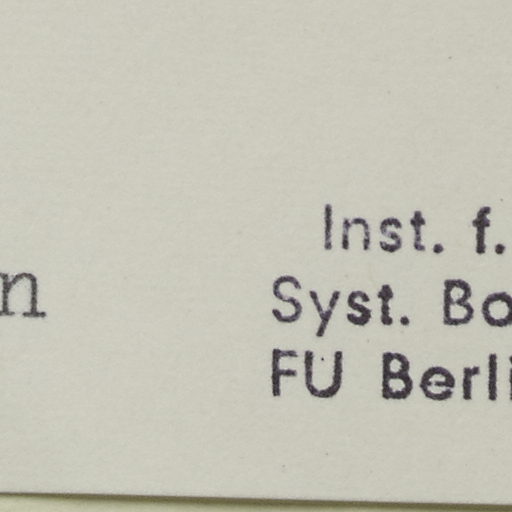 n
Inst. f.
Syst. Bo
FU Berli